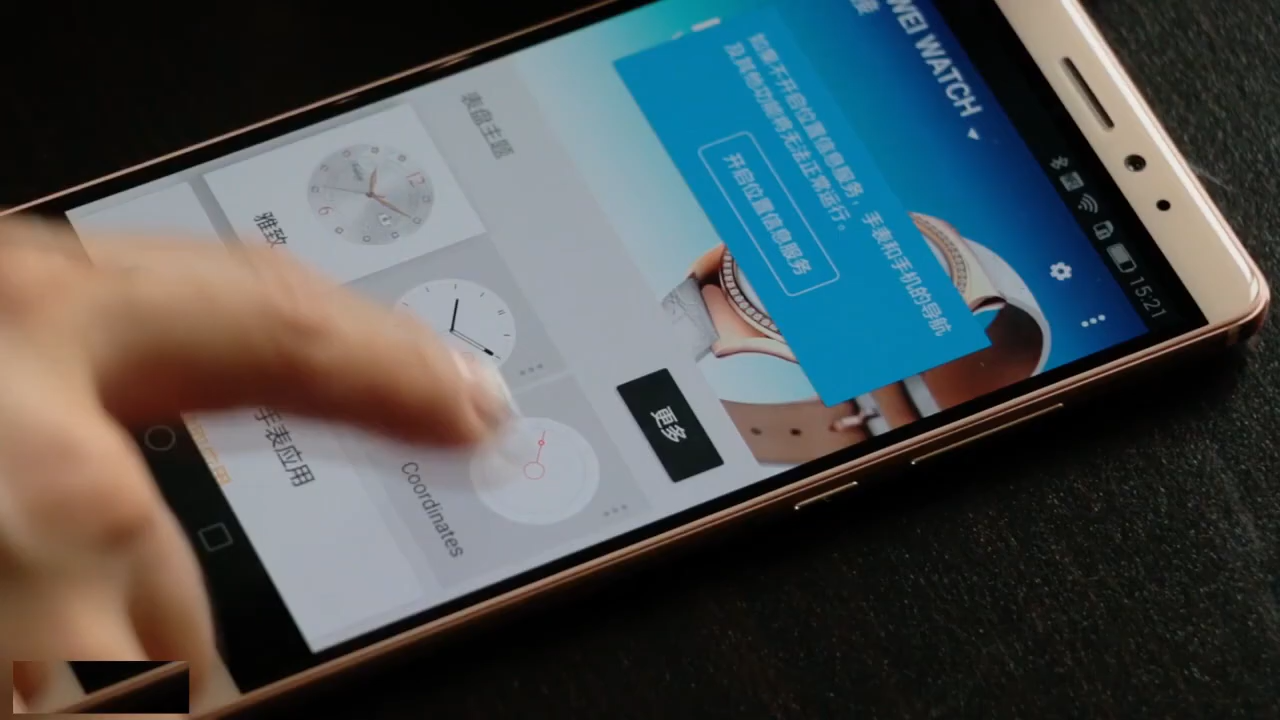 15:21
WEI WATCH
如果不开启位置信息服务，手表和手机的导航
及其他功能将无法正常运行。
开启位置信息服务
表盘主题
更多
12
6
雅致
Coordinates
手表应用